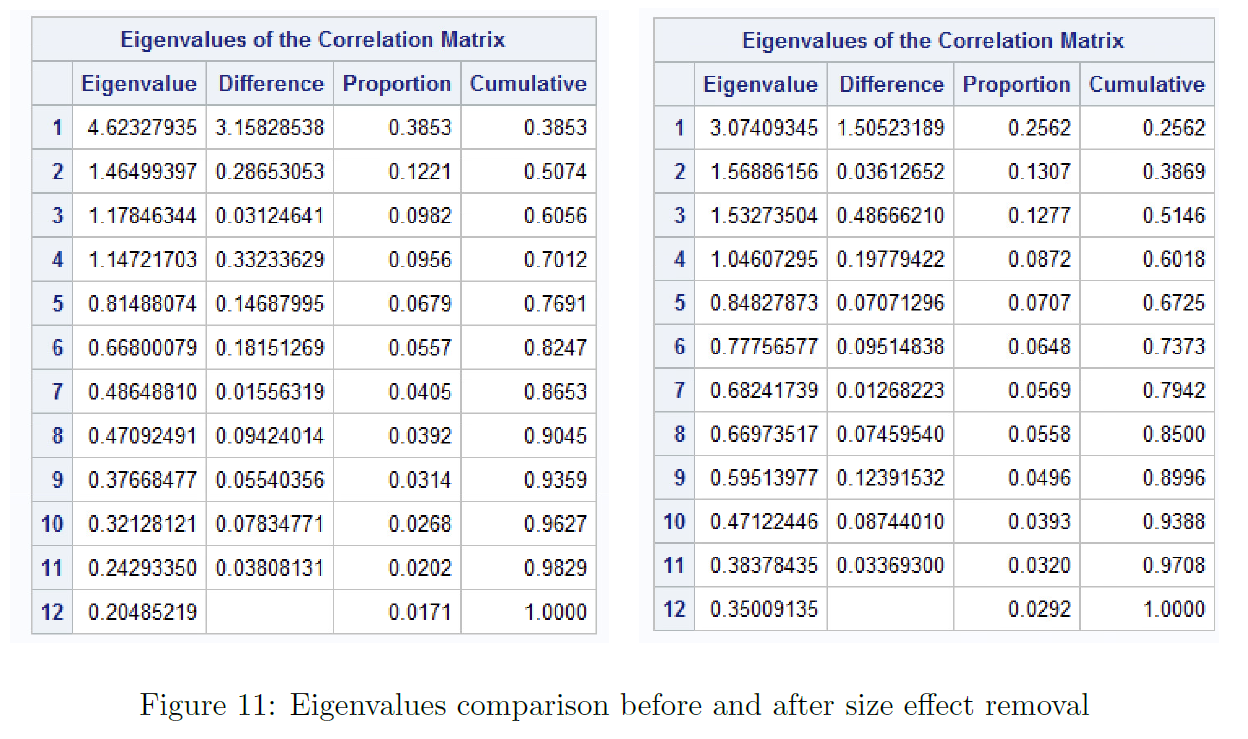 Eigenvalues of the Correlation Matrix
Eigenvalue Difference Proportion Cumulative
1 4.62327935 3.15828538 0.3853 0.3853
2 1.46499397 0.28653053 0.1221 0.5074
3 1.17846344 0.03124641 0.0982 0.6056
4 1.14721703 0.33233629 0.0956 0.7012
5 0.81488074 0.14687995 0.0679 0.7691
6 0.66800079 0.18151269 0.0557 0.8247
7 0.48648810 0.01556319 0.0405 0.8653
8 0.47092491 0.09424014 0.0392 0.9045
9 0.37668477 0.05540356 0.0314 0.9359
10 0.32128121 0.07834771 0.0268 0.9627
11 0.24293350 0.03808131 0.0202 0.9829
12 0.20485219 0.0171 1.0000
Eigenvalues of the Correlation Matrix
Eigenvalue Difference Proportion Cumulative
1 3.07409345 1.50523189 0.2562 0.2562
2 1.56886156 0.03612652 0.1307 0.3869
3 1.53273504 0.48666210 0.1277 0.5146
4 1.04607295 0.19779422 0.0872 0.6018
5 0.84827873 0.07071296 0.0707 0.6725
6 0.77756577 0.09514838 0.0648 0.7373
7 0.68241739 0.01268223 0.0569 0.7942
8 0.66973517 0.07459540 0.0558 0.8500
9 0.59513977 0.12391532 0.0496 0.8996
10 0.47122446 0.08744010 0.0393 0.9388
11 0.38378435 0.03369300 0.0320 0.9708
12 0.35009135 0.0292 1.0000
Figure 11: Eigenvalues comparison before and after size effect removal